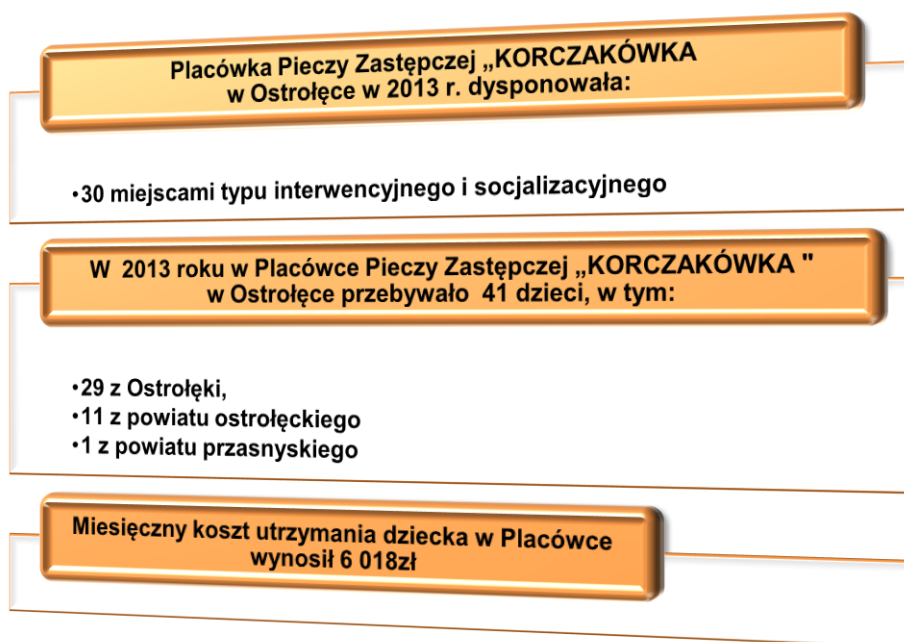 Placówka Pieczy Zastępczej „KORCZAKÓWKA
w Ostrołęce w 2013 r. dysponowała:
•30 miejscami typu interwencyjnego i socjalizacyjnego
W 2013 roku w Placówce Pieczy Zastępczej „KORCZAKÓWKA "
w Ostrołęce przebywało 41 dzieci, w tym:
•29 z Ostrołęki,
•11 z powiatu ostrołęckiego
•1 z powiatu przasnyskiego
Miesięczny koszt utrzymania dziecka w Placówce
wynosił 6 018zł